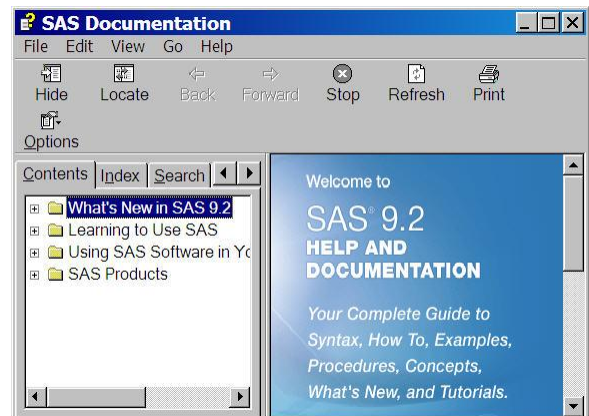 SAS Documentation
File Edit View Go Help
Hide Locate Back Forward Stop Refresh Print
Options
Contents Index Search
What's New in SAS 9.2
Learning to Use SAS
Using SAS Software in Yo
SAS Products
Welcome to
SAS® 9.2
HELP AND
DOCUMENTATION
Your Complete Guide to
Syntax, How To, Examples,
Procedures, Concepts,
What's New, and Tutorials.